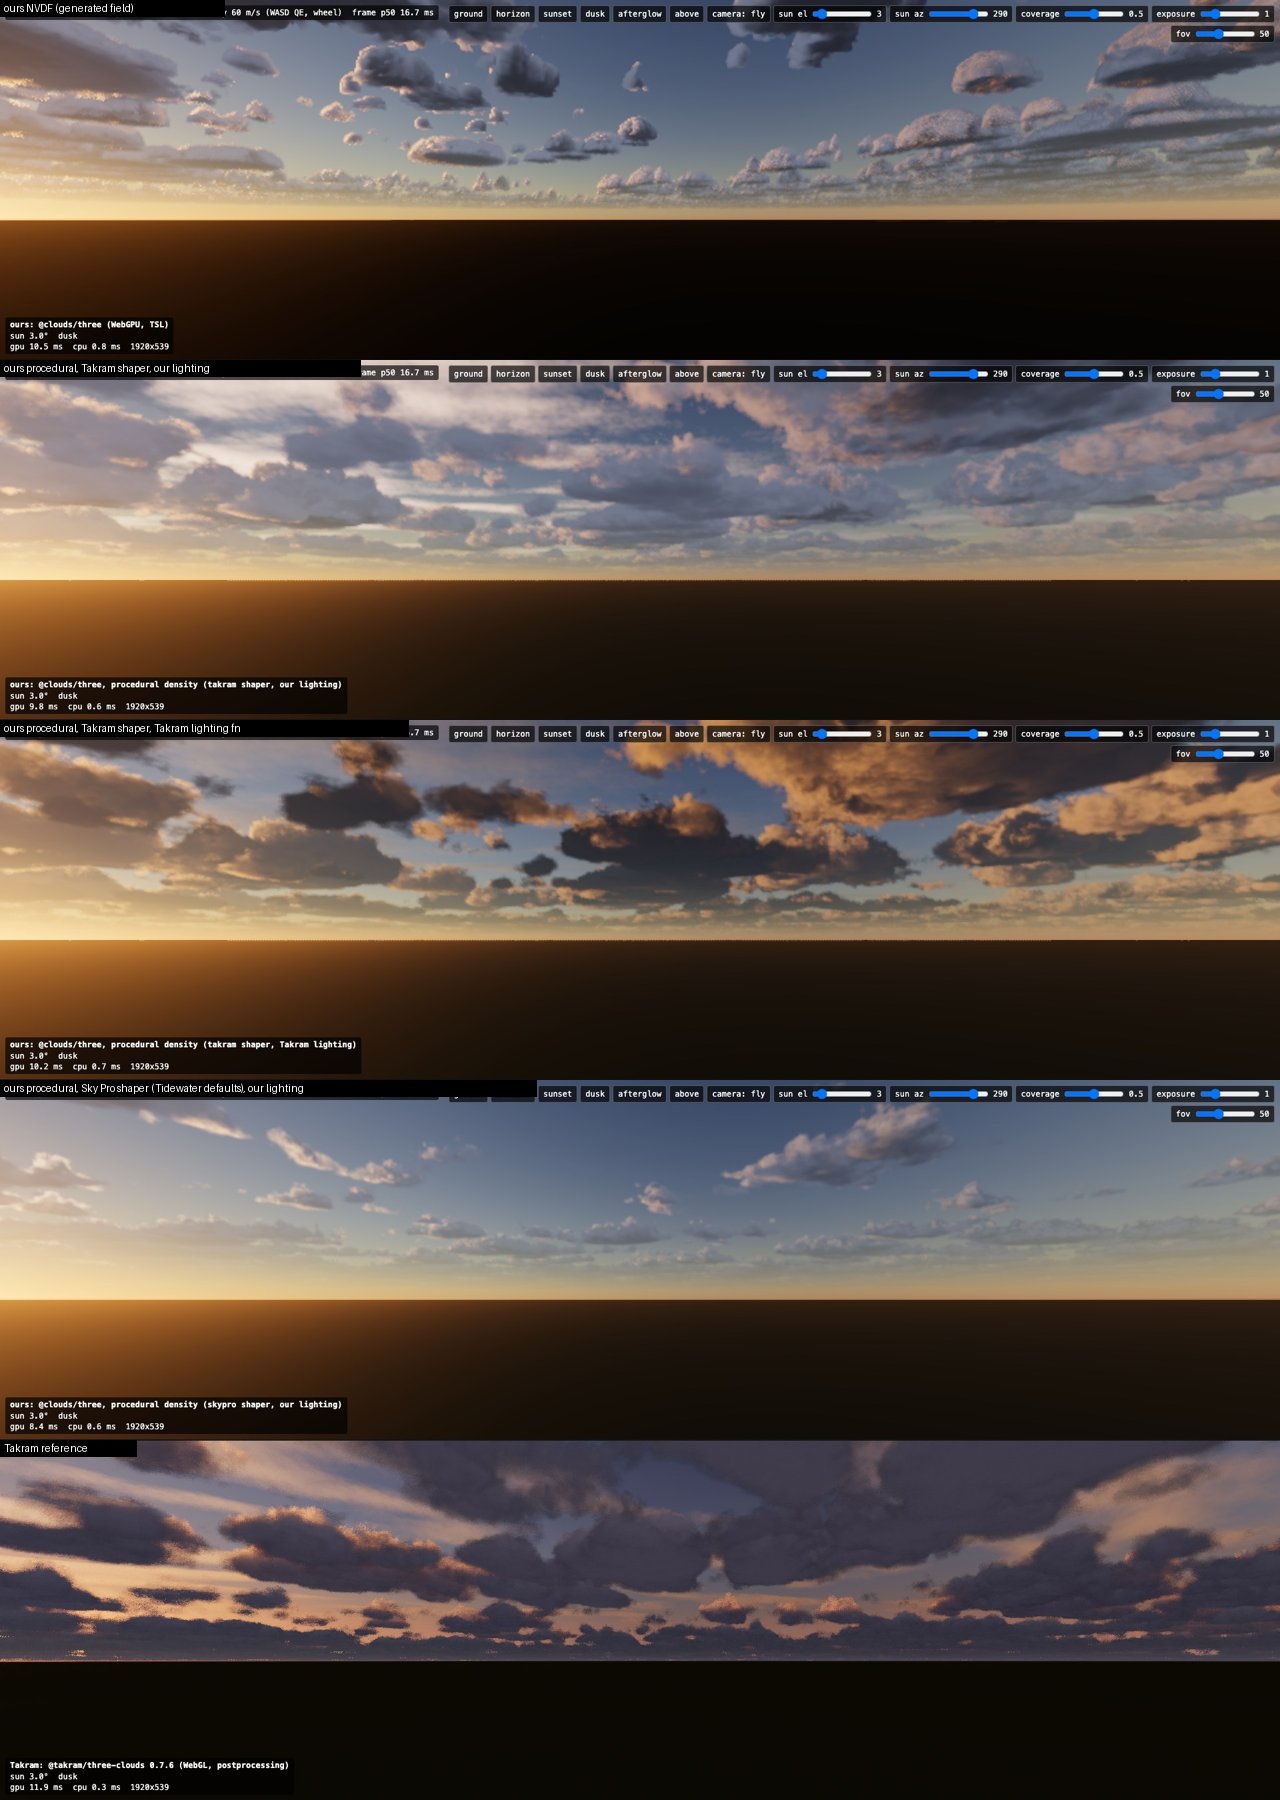 ours NVDF (generated field)
60 m/s (WASD QE, wheel) frame p50 16.7 ms ground horizon sunset dusk afterglow above camera: fly sun el 3 sun az 290 coverage 0.5 exposure 1
fov 50
ours: @clouds/three (WebGPU, TSL)
sun 3.0° dusk
gpu 10.5 ms cpu 0.8 ms 1920x539
ours procedural, Takram shaper, our lighting
ame p50 16.7 ms ground horizon sunset dusk afterglow above camera: fly sun el 3 sun az 290 coverage 0.5 exposure 1
fov 50
ours: @clouds/three, procedural density (takram shaper, our lighting)
sun 3.0° dusk
gpu 9.8 ms cpu 0.6 ms 1920x539
ours procedural, Takram shaper, Takram lighting fn
.7 ms ground horizon sunset dusk afterglow above camera: fly sun el 3 sun az 290 coverage 0.5 exposure 1
fov 50
ours: @clouds/three, procedural density (takram shaper, Takram lighting)
sun 3.0° dusk
gpu 10.2 ms cpu 0.7 ms 1920x539
ours procedural, Sky Pro shaper (Tidewater defaults), our lighting
sunset dusk afterglow above camera: fly sun el 3 sun az 290 coverage 0.5 exposure 1
fov 50
ours: @clouds/three, procedural density (skypro shaper, our lighting)
sun 3.0° dusk
gpu 8.4 ms cpu 0.6 ms 1920x539
Takram reference
Takram: @takram/three-clouds 0.7.6 (WebGL, postprocessing)
sun 3.0° dusk
gpu 11.9 ms cpu 0.3 ms 1920x539